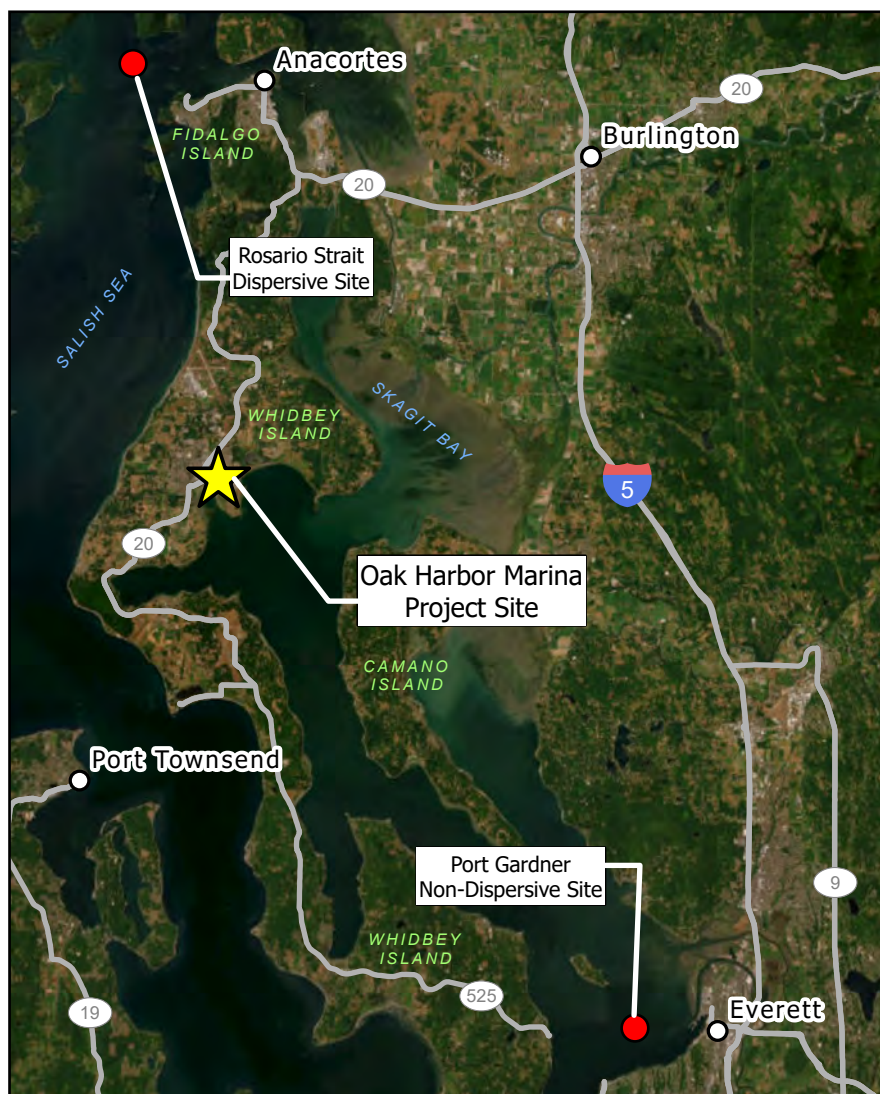 Anacortes
20
FIDALGO
ISLAND
Burlington
20
Rosario Strait
Dispersive Site
SALISH SEA
SKAGIT BAY
WHIDBEY
ISLAND
5
20
Oak Harbor Marina
Project Site
CAMANO
ISLAND
Port Townsend
Port Gardner
Non-Dispersive Site
9
WHIDBEY
ISLAND
525
19
Everett